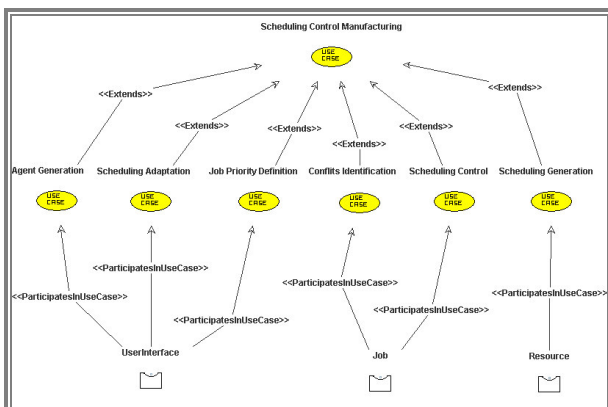 Scheduling Control Manufacturing
USE CASE
<<Extends>> <<Extends>>
<<Extends>> <<Extends>> <<Extends>> <<Extends>>
Agent Generation Scheduling Adaptation Job Priority Definition Conflits Identification Scheduling Control Scheduling Generation
USE CASE USE CASE USE CASE USE CASE USE CASE USE CASE
<<ParticipatesInUseCase>> <<ParticipatesInUseCase>>
<<ParticipatesInUseCase>> <<ParticipatesInUseCase>> <<ParticipatesInUseCase>>
<<ParticipatesInUseCase>>
UserInterface Job Resource